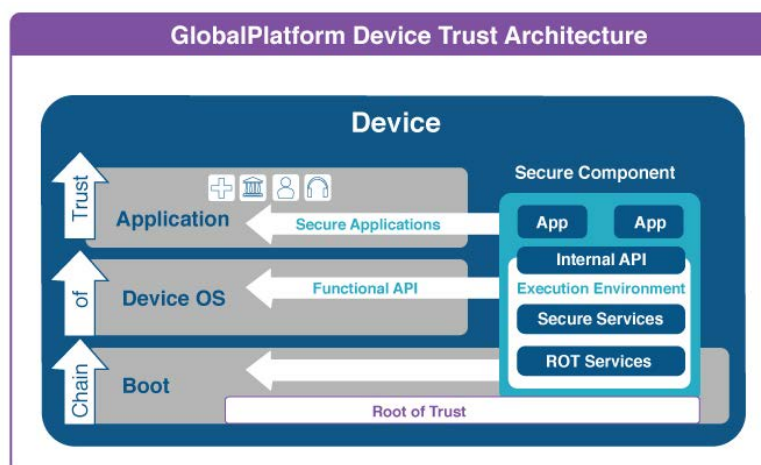 GlobalPlatform Device Trust Architecture
Device
Trust
Application
Secure Applications
Secure Component
App
App
Internal API
of
Device OS
Functional API
Execution Environment
Secure Services
ROT Services
Chain
Boot
Root of Trust